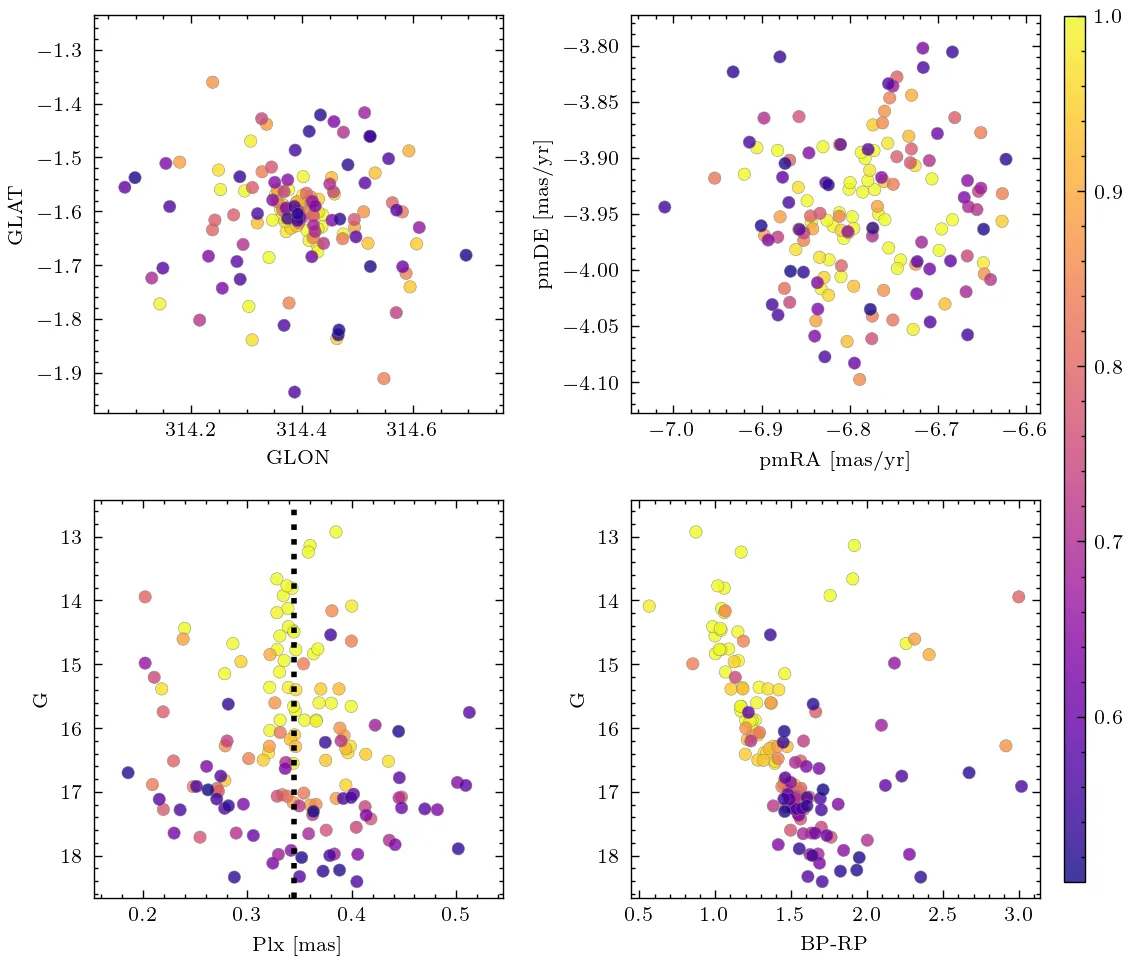 −1.3
−1.4
−1.5
−1.6
−1.7
−1.8
−1.9
GLAT
314.2 314.4 314.6
GLON
−3.80
−3.85
−3.90
−3.95
−4.00
−4.05
−4.10
pmDE [mas/yr]
−7.0 −6.9 −6.8 −6.7 −6.6
pmRA [mas/yr]
1.0
0.9
0.8
0.7
0.6
13
14
15
16
17
18
G
0.2 0.3 0.4 0.5
Plx [mas]
13
14
15
16
17
18
G
0.5 1.0 1.5 2.0 2.5 3.0
BP-RP